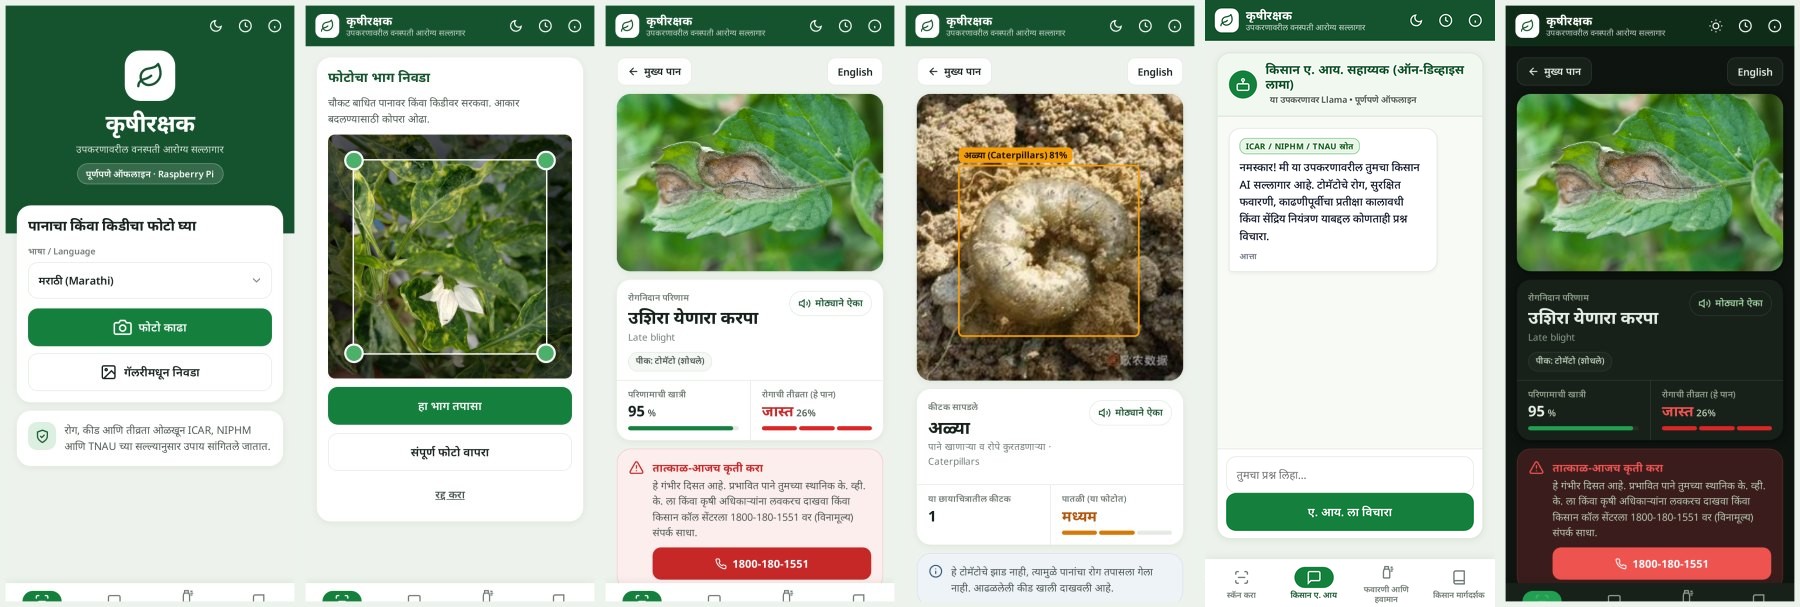 कृषीरक्षक
उपकरणावरील वनस्पती आरोग्य सल्लागार
पूर्णपणे ऑफलाइन · Raspberry Pi
पानाचा किंवा किडीचा फोटो घ्या
भाषा / Language
मराठी (Marathi)
फोटो काढा
गॅलरीमधून निवडा
रोग, कीड आणि तीव्रता ओळखून ICAR, NIPHM
आणि TNAU च्या सल्ल्यानुसार उपाय सांगितले जातात.
कृषीरक्षक
उपकरणावरील वनस्पती आरोग्य सल्लागार
फोटोचा भाग निवडा
चौकट बाधित पानावर किंवा किडीवर सरकवा. आकार
बदलण्यासाठी कोपरा ओढा.
हा भाग तपासा
संपूर्ण फोटो वापरा
रद्द करा
कृषीरक्षक
उपकरणावरील वनस्पती आरोग्य सल्लागार
← मुख्य पान
English
रोगनिदान परिणाम
मोठ्याने ऐका
उशिरा येणारा करपा
Late blight
पीक: टोमॅटो (शोधले)
परिणामाची खात्री
95 %
रोगाची तीव्रता (हे पान)
जास्त 26%
तात्काळ-आजच कृती करा
हे गंभीर दिसत आहे. प्रभावित पाने तुमच्या स्थानिक के. व्ही.
के. ला किंवा कृषी अधिकाऱ्यांना लवकरच दाखवा किंवा
किसान कॉल सेंटरला 1800-180-1551 वर (विनामूल्य)
संपर्क साधा.
1800-180-1551
कृषीरक्षक
उपकरणावरील वनस्पती आरोग्य सल्लागार
← मुख्य पान
English
अळ्या (Caterpillars) 81%
欧农数据
कीटक सापडले
मोठ्याने ऐका
अळ्या
पाने खाणाऱ्या व रोपे कुरतडणाऱ्या ·
Caterpillars
या छायाचित्रातील कीटक
1
पातळी (या फोटोत)
मध्यम
हे टोमॅटोचे झाड नाही, त्यामुळे पानांचा रोग तपासला गेला
नाही. आढळलेली कीड खाली दाखवली आहे.
कृषीरक्षक
उपकरणावरील वनस्पती आरोग्य सल्लागार
किसान ए. आय. सहाय्यक (ऑन-डिव्हाइस
लामा)
या उपकरणावर Llama • पूर्णपणे ऑफलाइन
ICAR / NIPHM / TNAU स्रोत
नमस्कार! मी या उपकरणावरील तुमचा किसान
AI सल्लागार आहे. टोमॅटोचे रोग, सुरक्षित
फवारणी, काढणीपूर्वीचा प्रतीक्षा कालावधी
किंवा सेंद्रिय नियंत्रण याबद्दल कोणताही प्रश्न
विचारा.
आत्ता
तुमचा प्रश्न लिहा...
ए. आय. ला विचारा
स्कॅन करा
किसान ए. आय
फवारणी आणि
हवामान
किसान मार्गदर्शक
कृषीरक्षक
उपकरणावरील वनस्पती आरोग्य सल्लागार
← मुख्य पान
English
रोगनिदान परिणाम
मोठ्याने ऐका
उशिरा येणारा करपा
Late blight
पीक: टोमॅटो (शोधले)
परिणामाची खात्री
95 %
रोगाची तीव्रता (हे पान)
जास्त 26%
तात्काळ-आजच कृती करा
हे गंभीर दिसत आहे. प्रभावित पाने तुमच्या स्थानिक के. व्ही.
के. ला किंवा कृषी अधिकाऱ्यांना लवकरच दाखवा किंवा
किसान कॉल सेंटरला 1800-180-1551 वर (विनामूल्य)
संपर्क साधा.
1800-180-1551